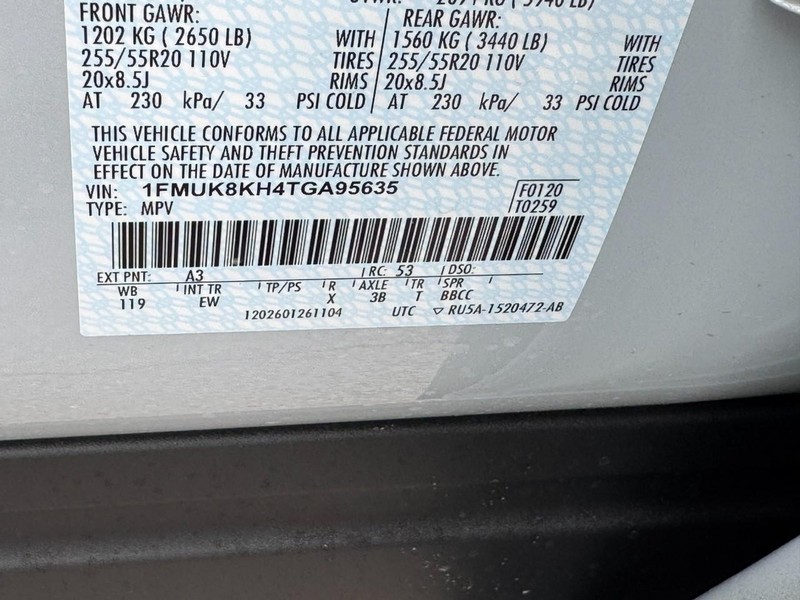 FRONT GAWR:
1202 KG ( 2650 LB) WITH
255/55R20 110V TIRES
20x8.5J RIMS
AT 230 kPa/ 33 PSI COLD
REAR GAWR:
1560 KG ( 3440 LB) WITH
255/55R20 110V TIRES
20x8.5J RIMS
AT 230 kPa/ 33 PSI COLD
THIS VEHICLE CONFORMS TO ALL APPLICABLE FEDERAL MOTOR
VEHICLE SAFETY AND THEFT PREVENTION STANDARDS IN
EFFECT ON THE DATE OF MANUFACTURE SHOWN ABOVE.
VIN: 1FMUK8KH4TGA95635 F0120
TYPE: MPV T0259
EXT PNT: A3 RC: 53 DSO:
WB INT TR TP/PS R AXLE TR SPR
119 EW X 3B T BBCC
1202601261104 UTC ▽ RU5A-1520472-AB